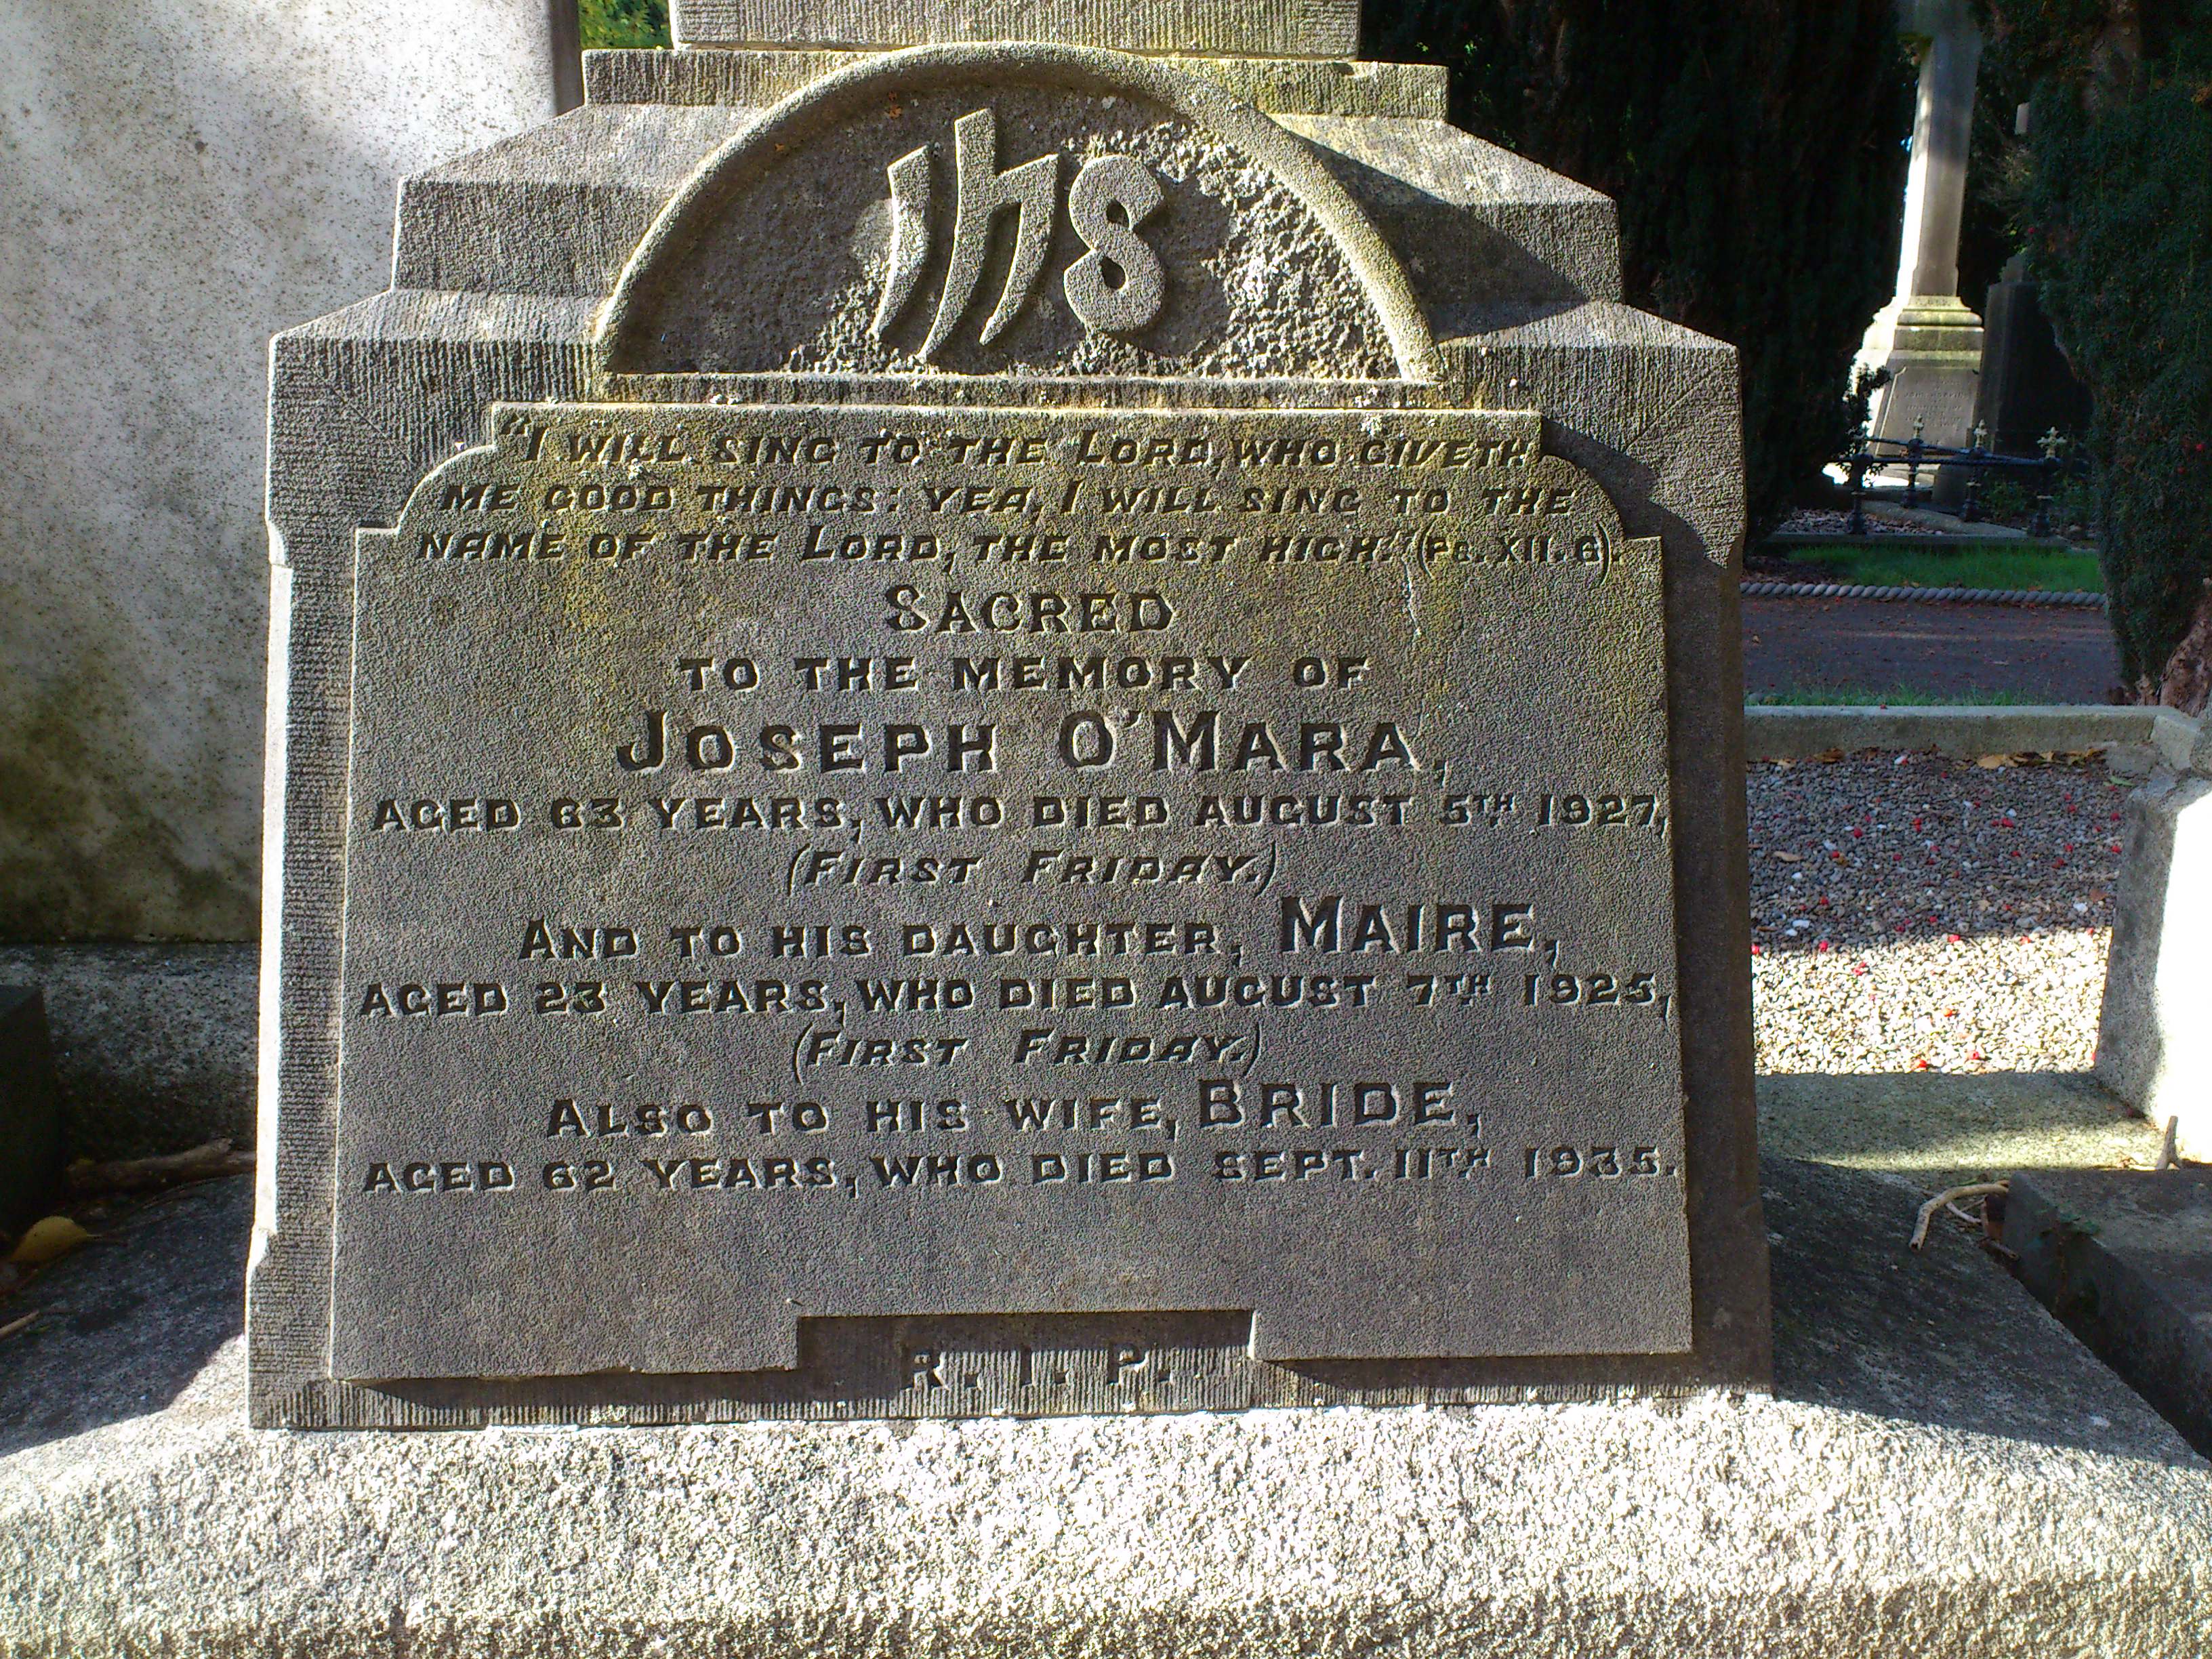 IHS
"I WILL SING TO THE LORD, WHO GIVETH
ME GOOD THINGS: YEA, I WILL SING TO THE
NAME OF THE LORD, THE MOST HIGH." (PS. XII. 6).
SACRED
TO THE MEMORY OF
JOSEPH O'MARA,
AGED 63 YEARS, WHO DIED AUGUST 5TH 1927,
(FIRST FRIDAY.)
AND TO HIS DAUGHTER, MAIRE,
AGED 23 YEARS, WHO DIED AUGUST 7TH 1925,
(FIRST FRIDAY.)
ALSO TO HIS WIFE, BRIDE,
AGED 62 YEARS, WHO DIED SEPT. 11TH 1935.
R. I. P.